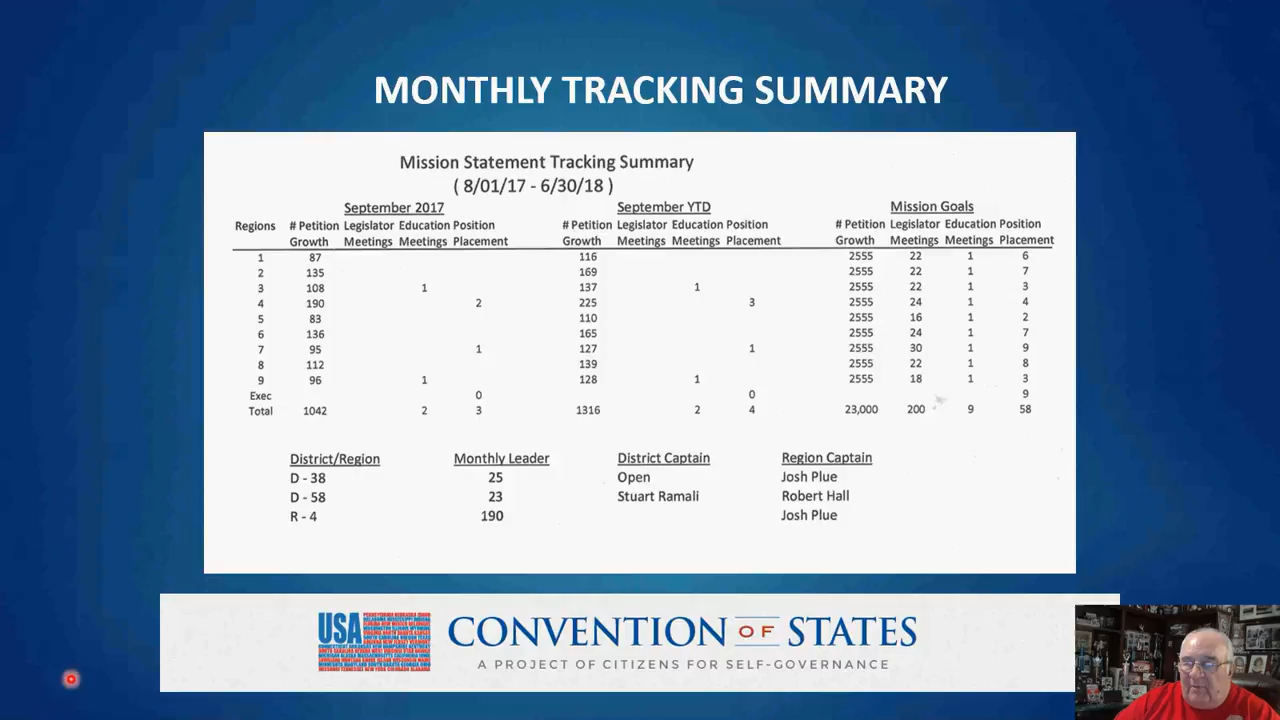 MONTHLY TRACKING SUMMARY
Mission Statement Tracking Summary
( 8/01/17 - 6/30/18 )
September 2017 September YTD Mission Goals
# Petition Legislator Education Position # Petition Legislator Education Position # Petition Legislator Education Position
Regions Growth Meetings Meetings Placement Growth Meetings Meetings Placement Growth Meetings Meetings Placement
1 87 116 2555 22 1 6
2 135 169 2555 22 1 7
3 108 1 137 1 2555 22 1 3
4 190 2 225 3 2555 24 1 4
5 83 110 2555 16 1 2
6 136 165 2555 24 1 7
7 95 1 127 1 2555 30 1 9
8 112 139 2555 22 1 8
9 96 1 128 1 2555 18 1 3
Exec 0 0 9
Total 1042 2 3 1316 2 4 23,000 200 9 58
District/Region Monthly Leader District Captain Region Captain
D - 38 25 Open Josh Plue
D - 58 23 Stuart Ramali Robert Hall
R - 4 190 Josh Plue
USA
CONVENTION OF STATES
A PROJECT OF CITIZENS FOR SELF-GOVERNANCE